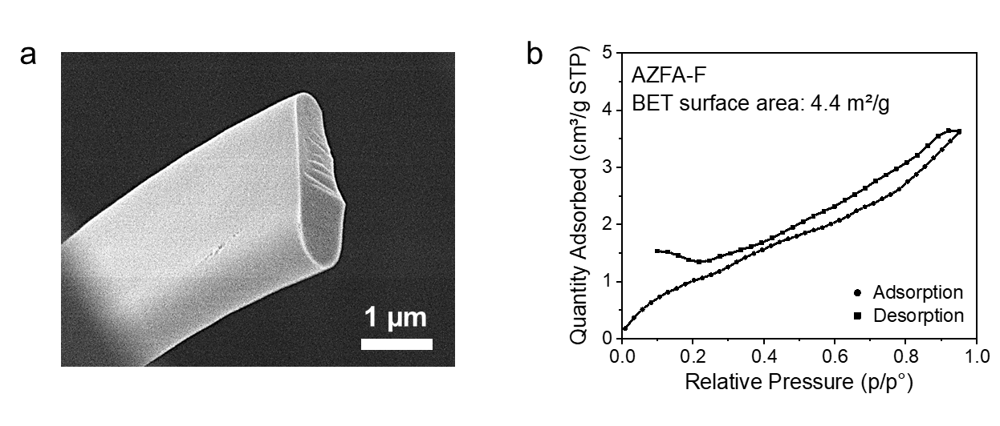 a
1 μm
b
AZFA-F
BET surface area: 4.4 m²/g
Quantity Adsorbed (cm³/g STP)
5
4
3
2
1
0
Adsorption
Desorption
0.0 0.2 0.4 0.6 0.8 1.0
Relative Pressure (p/p°)